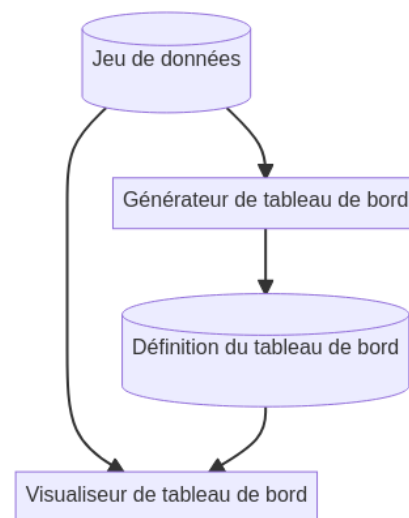 Jeu de données
Générateur de tableau de bord
Définition du tableau de bord
Visualiseur de tableau de bord